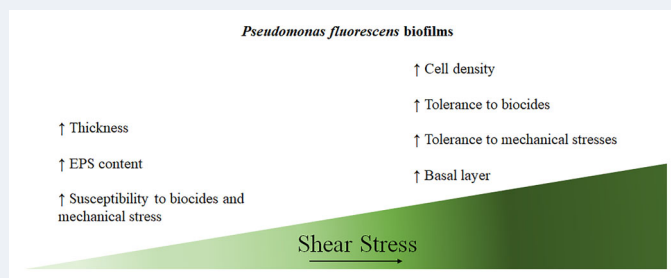 Pseudomonas fluorescens biofilms
↑ Thickness
↑ EPS content
↑ Susceptibility to biocides and
mechanical stress
↑ Cell density
↑ Tolerance to biocides
↑ Tolerance to mechanical stresses
↑ Basal layer
Shear Stress